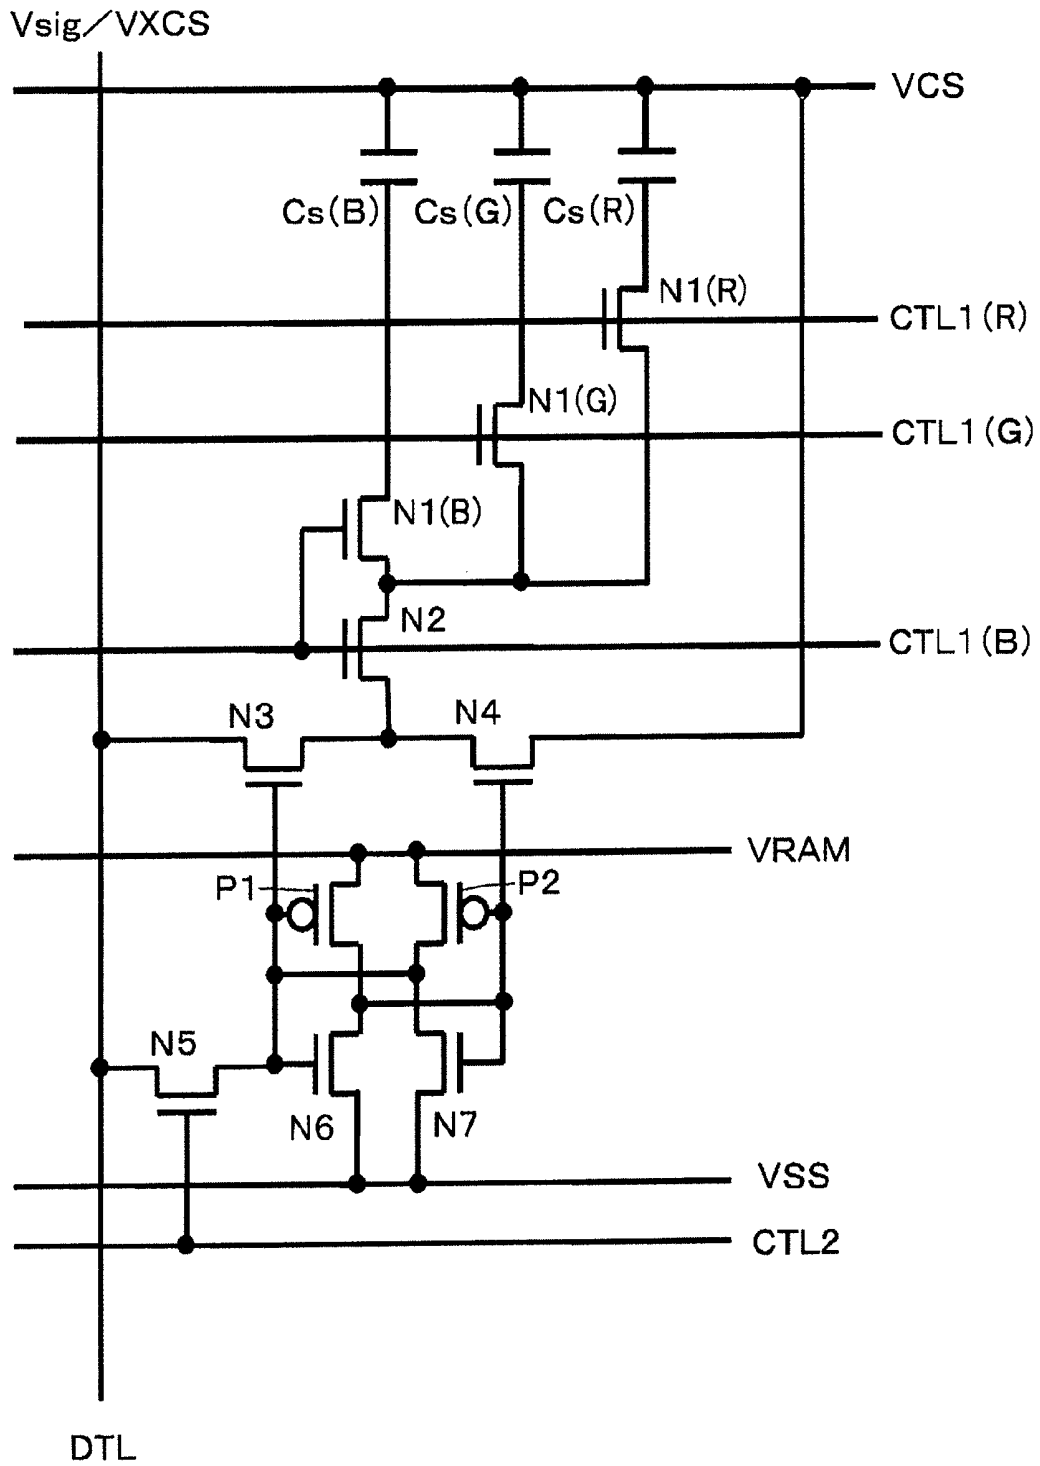 Vsig/VXCS
VCS
Cs(B)
Cs(G)
Cs(R)
N1(R)
CTL1(R)
N1(G)
CTL1(G)
N1(B)
N2
CTL1(B)
N3
N4
VRAM
P1
P2
N5
N6
N7
VSS
CTL2
DTL